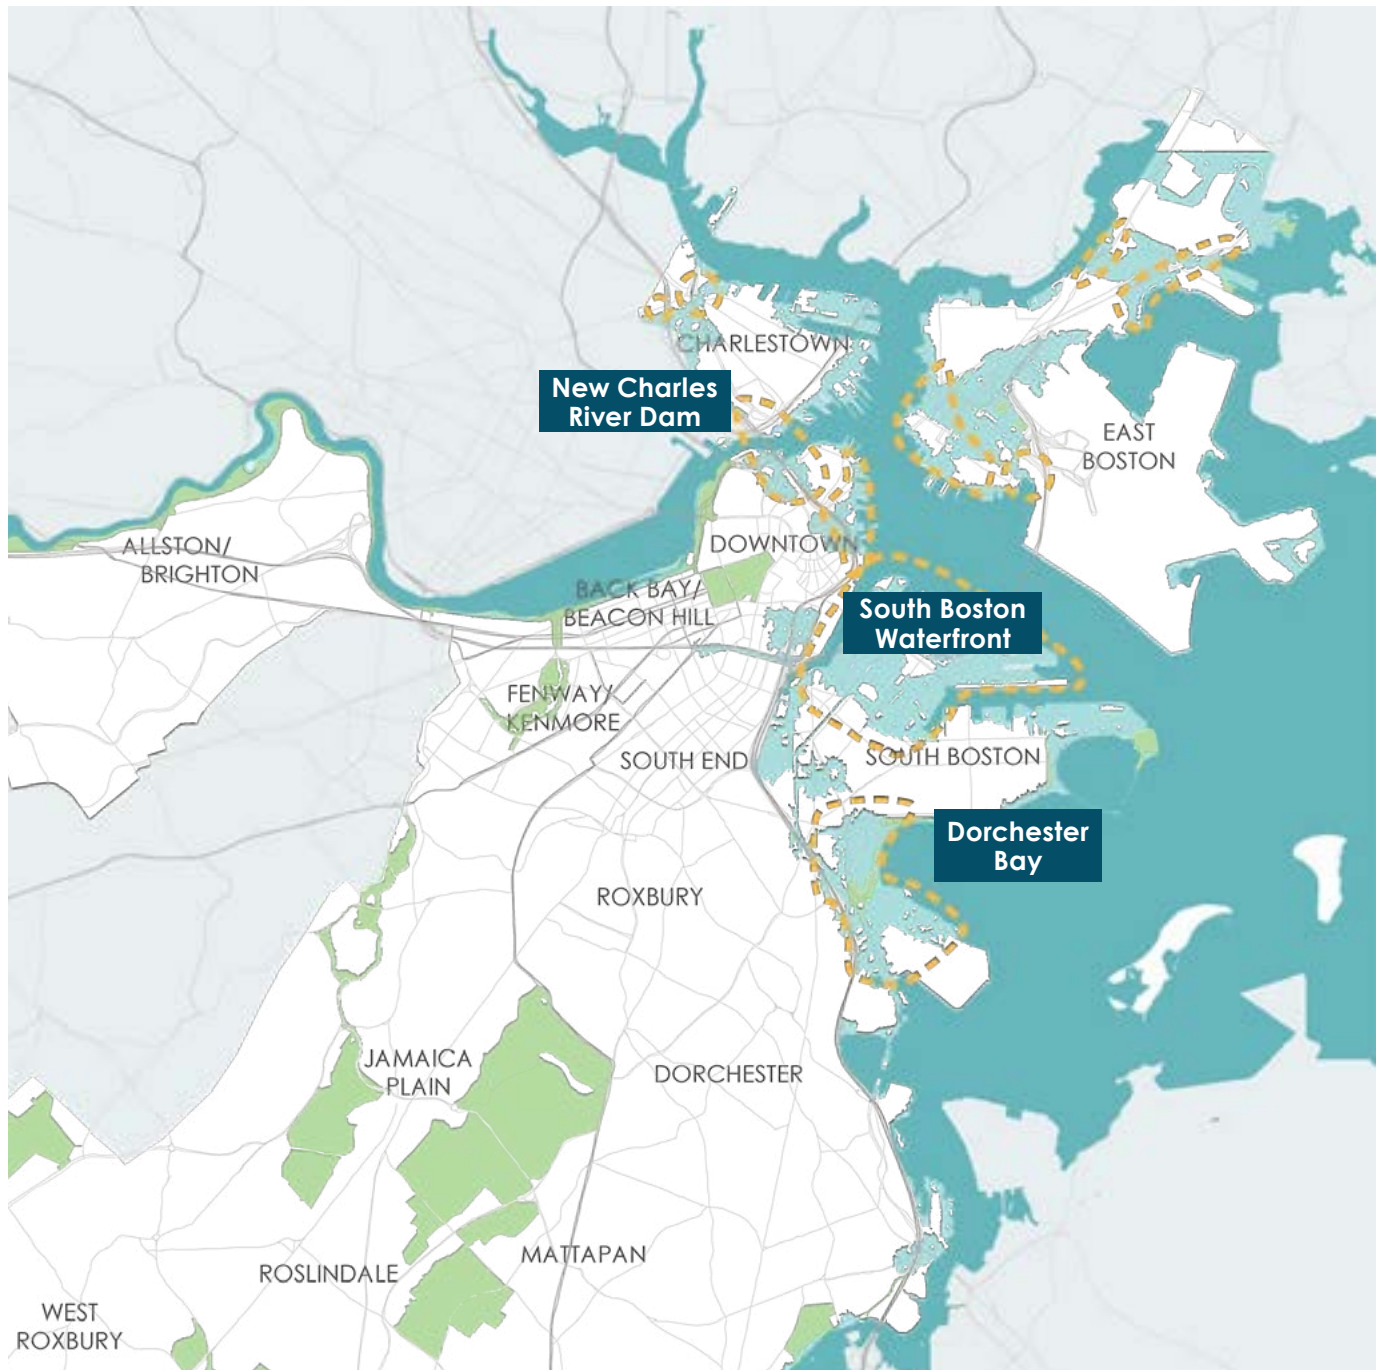 CHARLESTOWN
New Charles
River Dam
EAST
BOSTON
ALLSTON/
BRIGHTON
DOWNTOWN
BACK BAY/
BEACON HILL
South Boston
Waterfront
FENWAY/
KENMORE
SOUTH END
SOUTH BOSTON
Dorchester
Bay
ROXBURY
JAMAICA
PLAIN
DORCHESTER
MATTAPAN
ROSLINDALE
WEST
ROXBURY